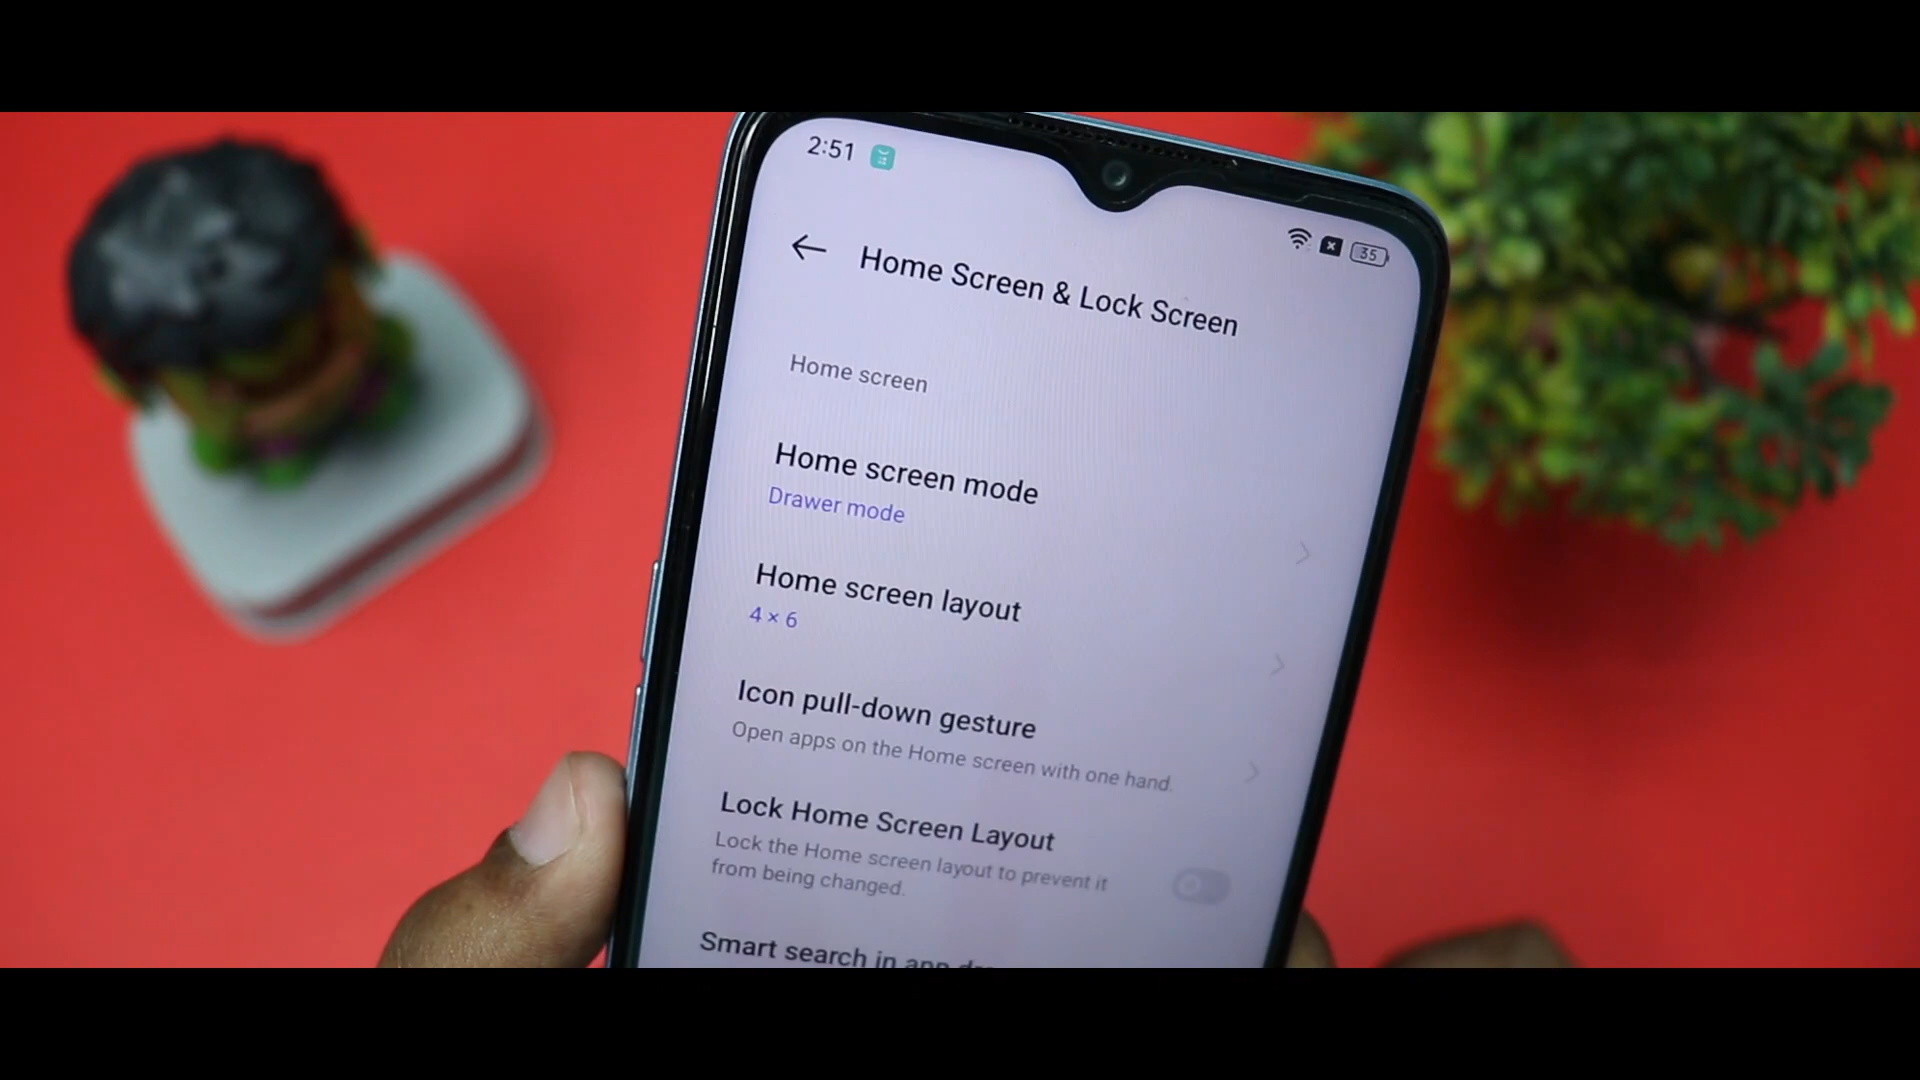 2:51
35
Home Screen & Lock Screen
Home screen
Home screen mode
Drawer mode
Home screen layout
4 × 6
Icon pull-down gesture
Open apps on the Home screen with one hand.
Lock Home Screen Layout
Lock the Home screen layout to prevent it
from being changed.
Smart search in app